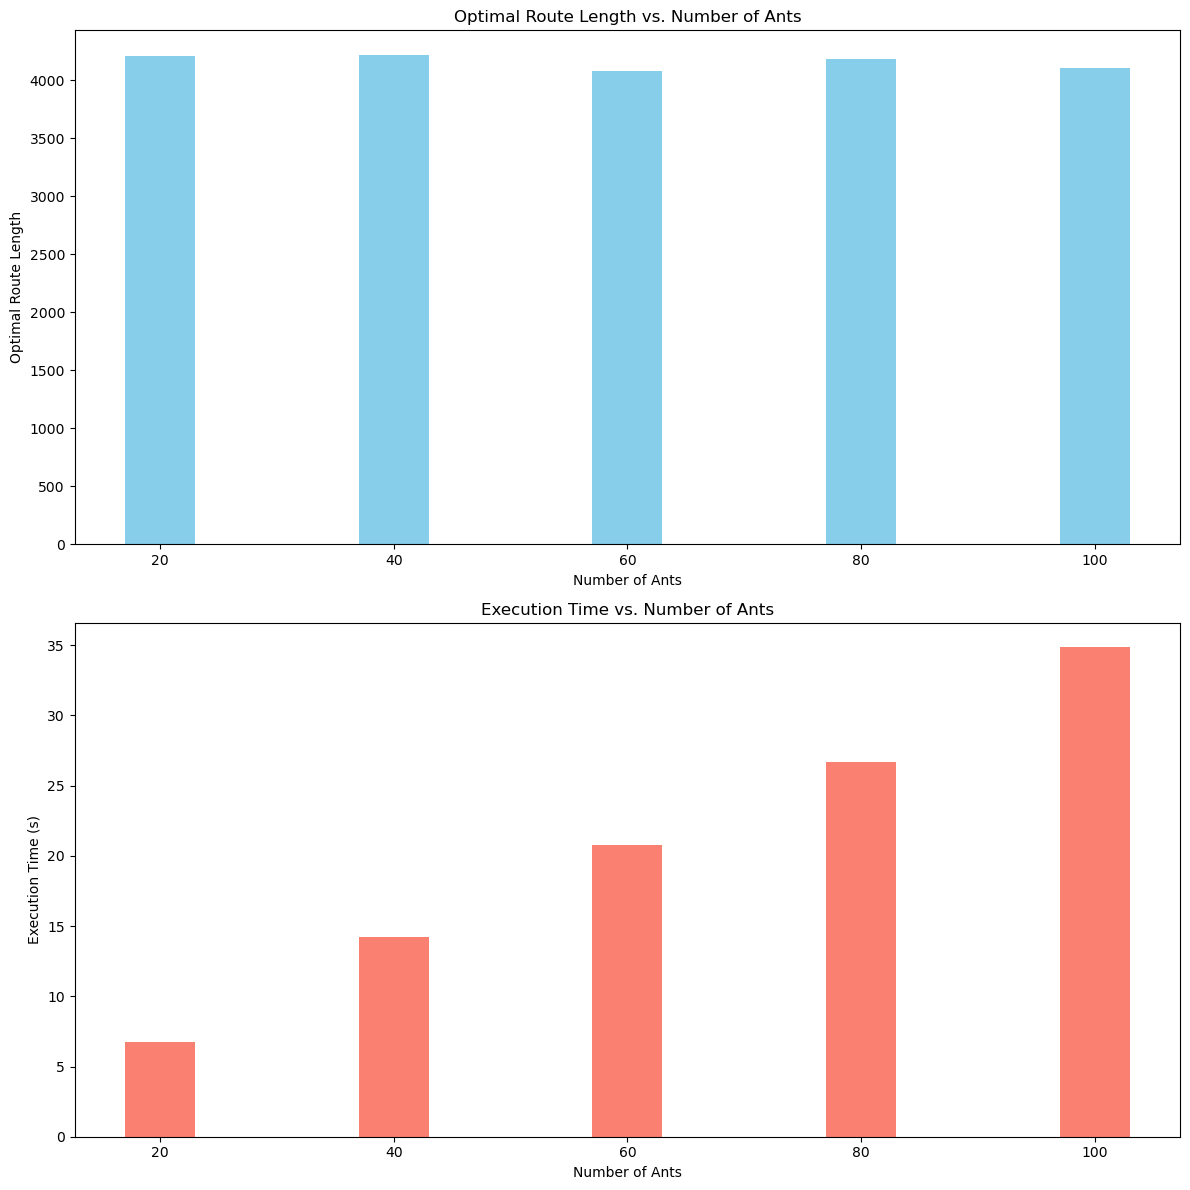 Optimal Route Length vs. Number of Ants
Optimal Route Length
4000
3500
3000
2500
2000
1500
1000
500
0
20 40 60 80 100
Number of Ants
Execution Time vs. Number of Ants
Execution Time (s)
35
30
25
20
15
10
5
0
20 40 60 80 100
Number of Ants